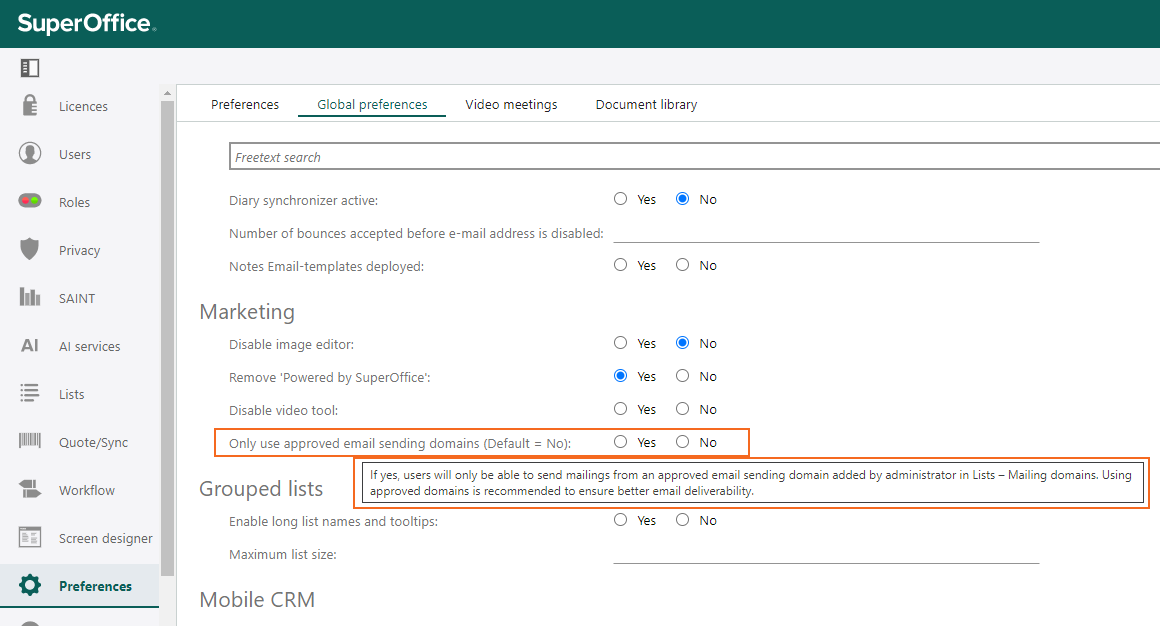 SuperOffice
Licences
Users
Roles
Privacy
SAINT
AI AI services
Lists
Quote/Sync
Workflow
Screen designer
Preferences
Preferences Global preferences Video meetings Document library
Freetext search
Diary synchronizer active: Yes No
Number of bounces accepted before e-mail address is disabled:
Notes Email-templates deployed: Yes No
Marketing
Disable image editor: Yes No
Remove 'Powered by SuperOffice': Yes No
Disable video tool: Yes No
Only use approved email sending domains (Default = No): Yes No
If yes, users will only be able to send mailings from an approved email sending domain added by administrator in Lists – Mailing domains. Using
approved domains is recommended to ensure better email deliverability.
Grouped lists
Enable long list names and tooltips: Yes No
Maximum list size:
Mobile CRM